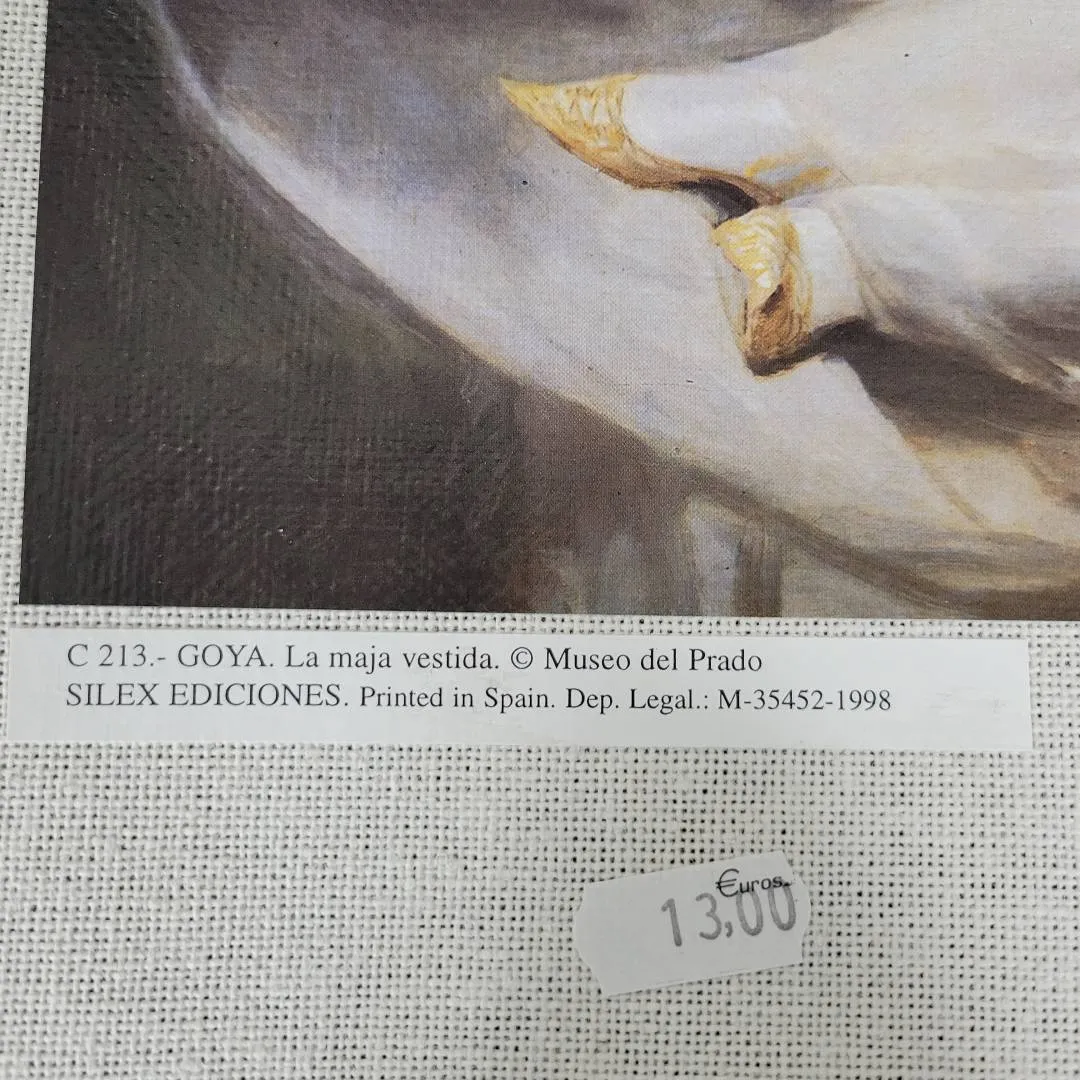 C 213.- GOYA. La maja vestida. © Museo del Prado
SILEX EDICIONES. Printed in Spain. Dep. Legal.: M-35452-1998
€uros.
13,00